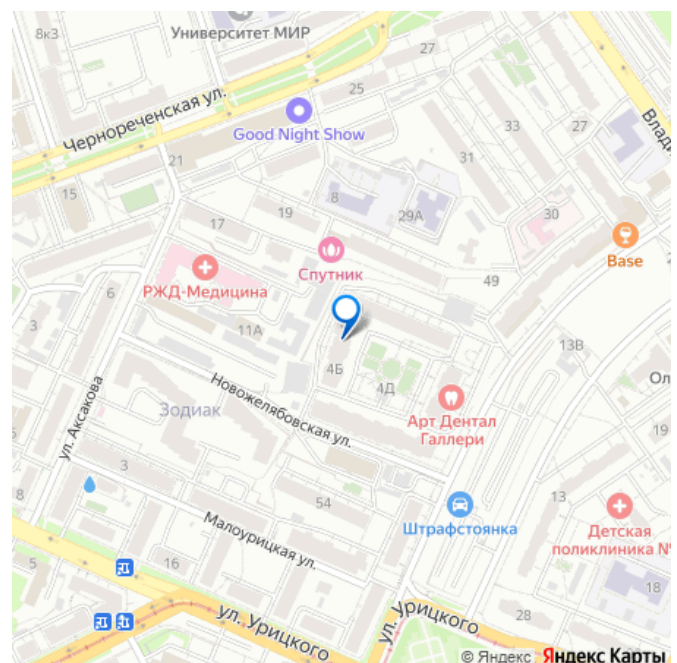 8к3
Университет МИР
27
25
Чернореченская ул.
Good Night Show
33
27
21
31
15
8
19
17
29А
30
Спутник
Base
49
РЖД-Медицина
6
3
11А
13В
4Б
4Д
Новожелябовская ул.
Зодиак
ул. Аксакова
Арт Дентал
Галлери
19
3
8
54
13
Штрафстоянка
Детская
поликлиника №
Малоурицкая ул.
5
16
18
ул. Урицкого
ул. Урицкого
28
© Яндекс Яндекс Карты